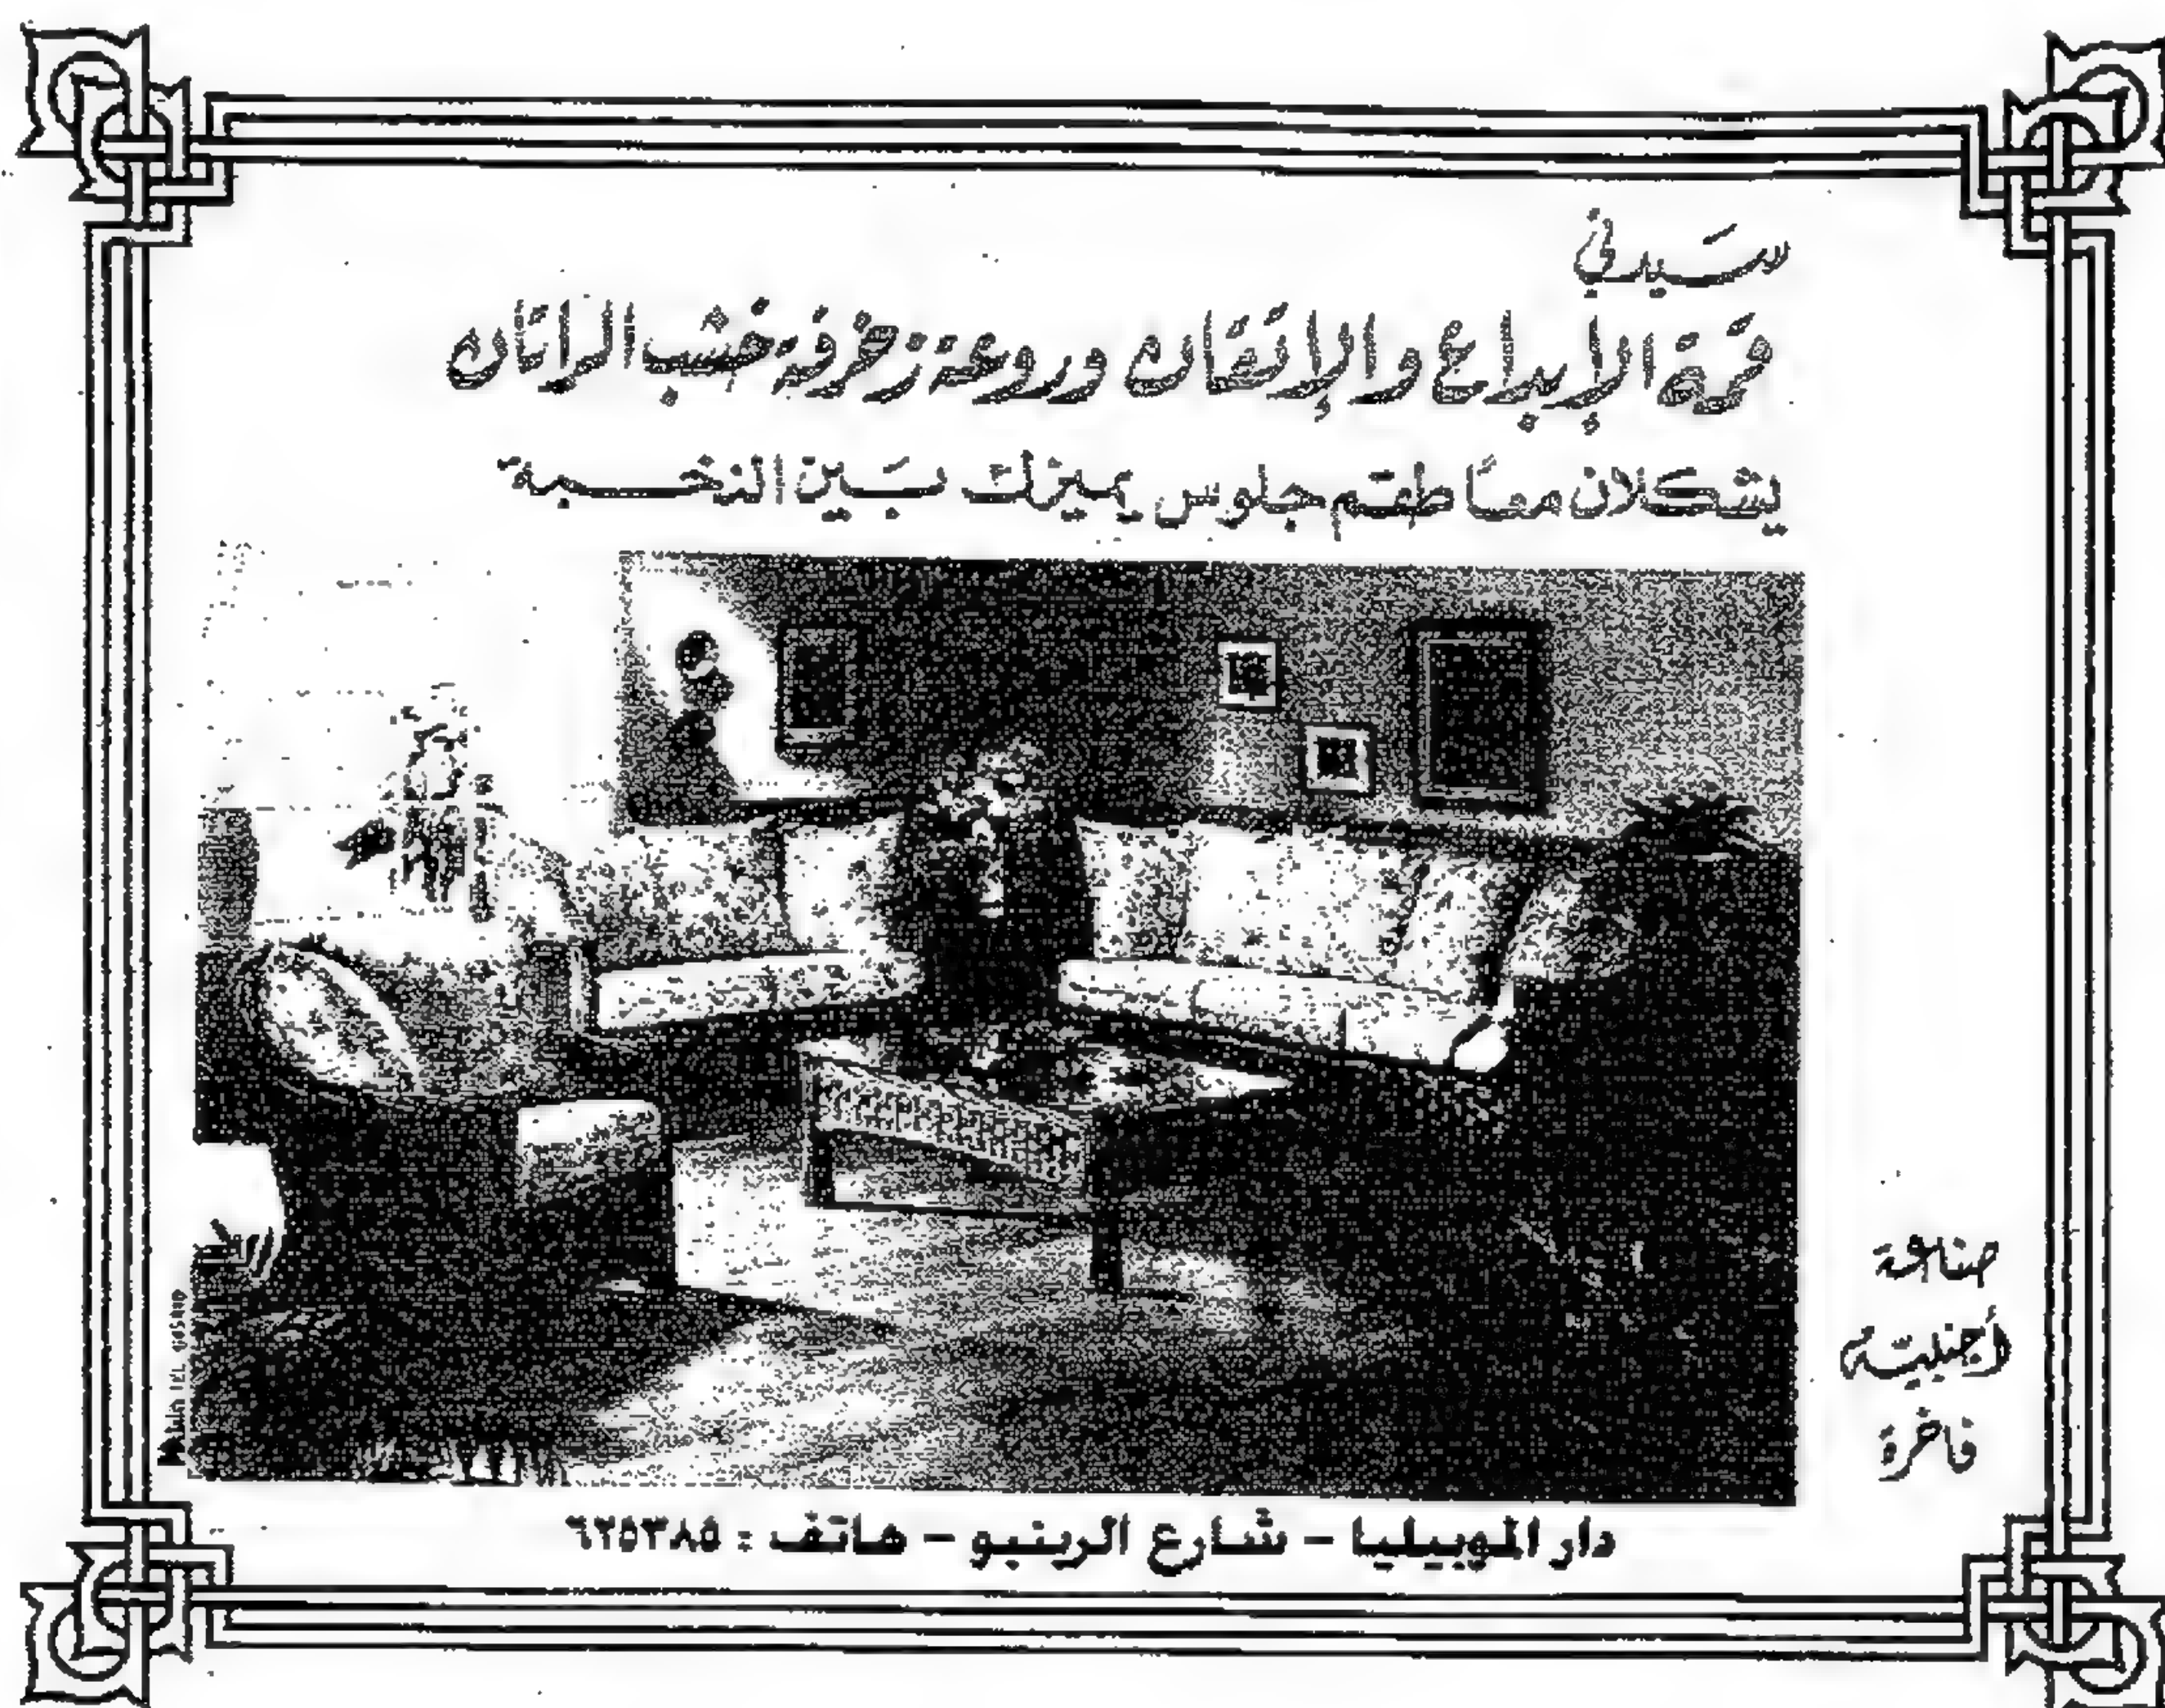 سيدتي
قمة الإبداع والإتقان وروعة زخرفة خشب الراتان
يشكلان معاً طقم جلوس يميزك بين النخبة
صناعة
أجنبية
فاخرة
دار الموبيليا - شارع الرينبو - هاتف : ٦٢٥٣٨٥